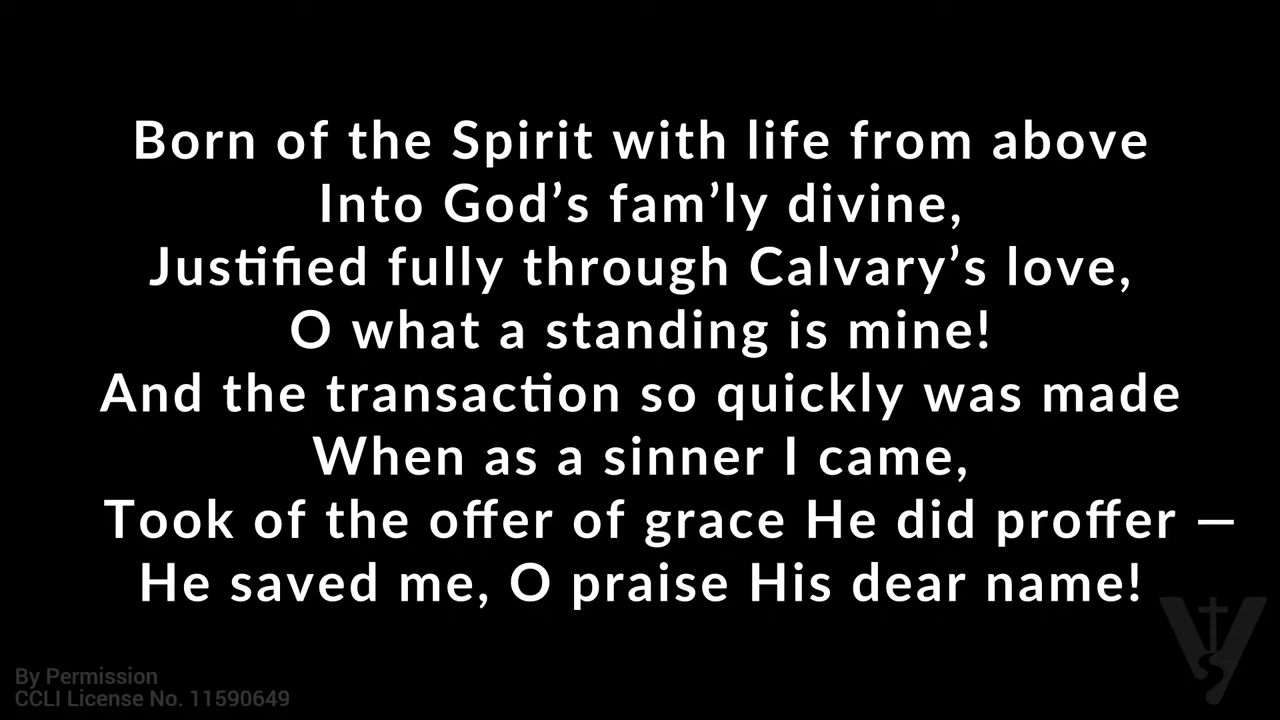 Born of the Spirit with life from above
Into God’s fam’ly divine,
Justified fully through Calvary’s love,
O what a standing is mine!
And the transaction so quickly was made
When as a sinner I came,
Took of the offer of grace He did proffer —
He saved me, O praise His dear name!
By Permission
CCLI License No. 11590649